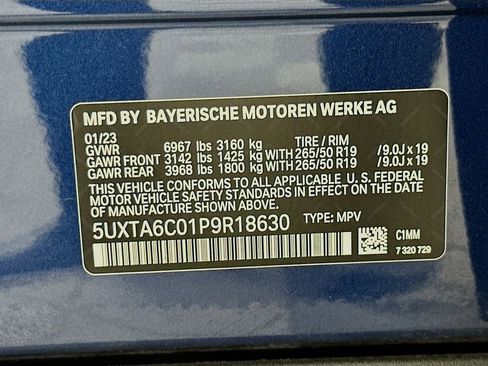 MFD BY BAYERISCHE MOTOREN WERKE AG
01/23
GVWR 6967 lbs 3160 kg TIRE / RIM
GAWR FRONT 3142 lbs 1425 kg WITH 265/50 R19 /9.0J x 19
GAWR REAR 3968 lbs 1800 kg WITH 265/50 R19 /9.0J x 19
THIS VEHICLE CONFORMS TO ALL APPLICABLE U. S. FEDERAL
MOTOR VEHICLE SAFETY STANDARDS IN EFFECT ON THE
DATE OF MANUFACTURE SHOWN ABOVE.
5UXTA6C01P9R18630 TYPE: MPV
C1MM
7 320 729